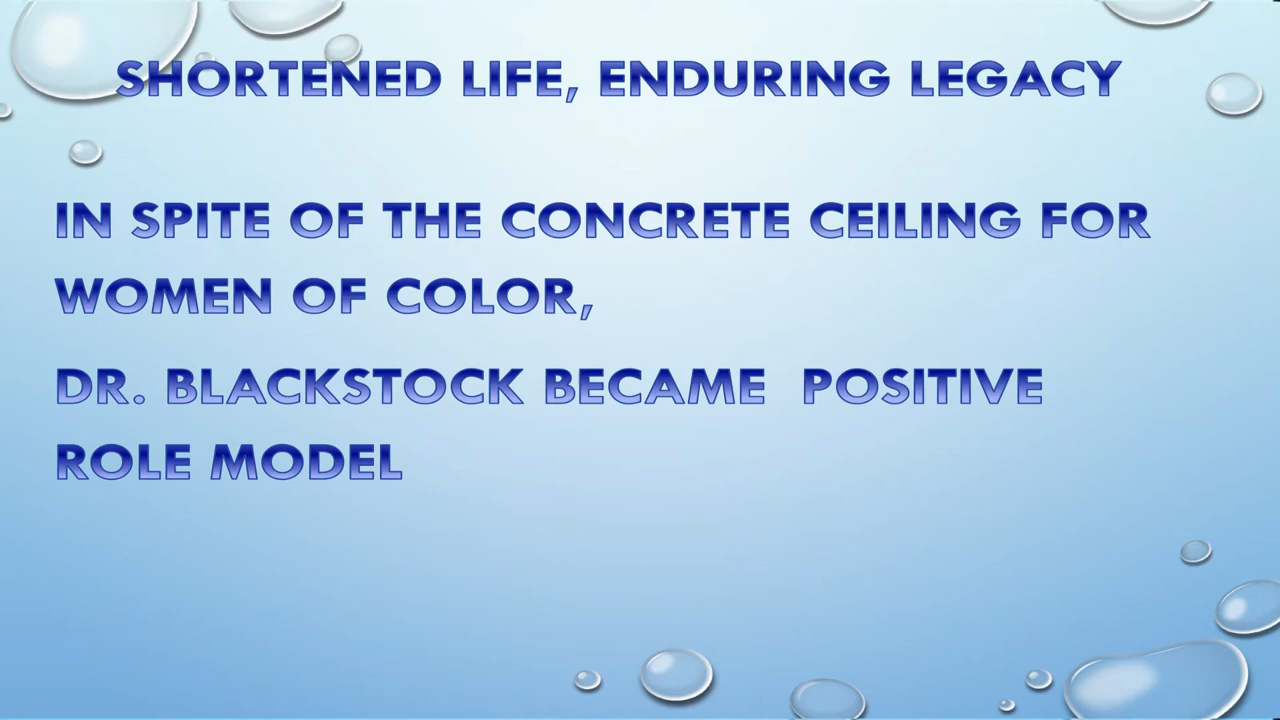 SHORTENED LIFE, ENDURING LEGACY
IN SPITE OF THE CONCRETE CEILING FOR
WOMEN OF COLOR,
DR. BLACKSTOCK BECAME  POSITIVE
ROLE MODEL